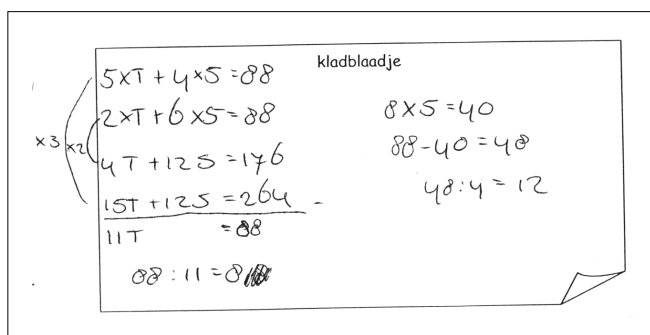 kladblaadje
5xT + 4x5 = 88
2xT + 6x5 = 88
x3 x2
4T + 12S = 176
15T + 12S = 264 -
11T = 88
88 : 11 = 8
8x5 = 40
88 - 40 = 48
48 : 4 = 12